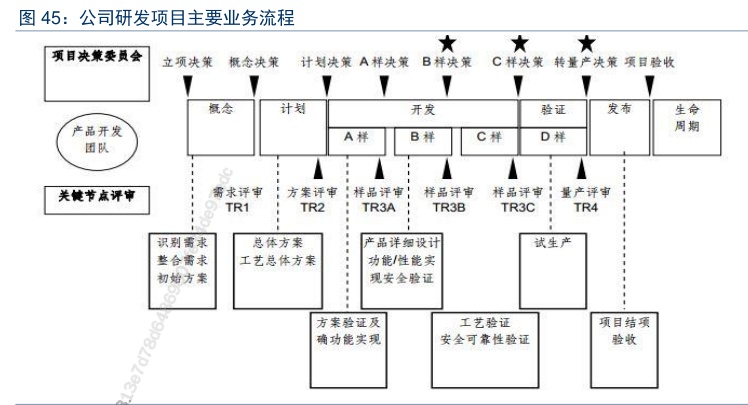 图 45：公司研发项目主要业务流程
项目决策委员会
立项决策 概念决策 计划决策 A 样决策 B 样决策 C 样决策 转量产决策 项目验收
概念 计划 开发 验证 发布 生命
周期
A 样 B 样 C 样 D 样
产品开发
团队
关键节点评审
需求评审 方案评审 样品评审 样品评审 样品评审 量产评审
TR1 TR2 TR3A TR3B TR3C TR4
识别需求
整合需求
初始方案
总体方案
工艺总体方案
产品详细设计
功能/性能实
现安全验证
试生产
方案验证及
确功能实现
工艺验证
安全可靠性验证
项目结项
验收